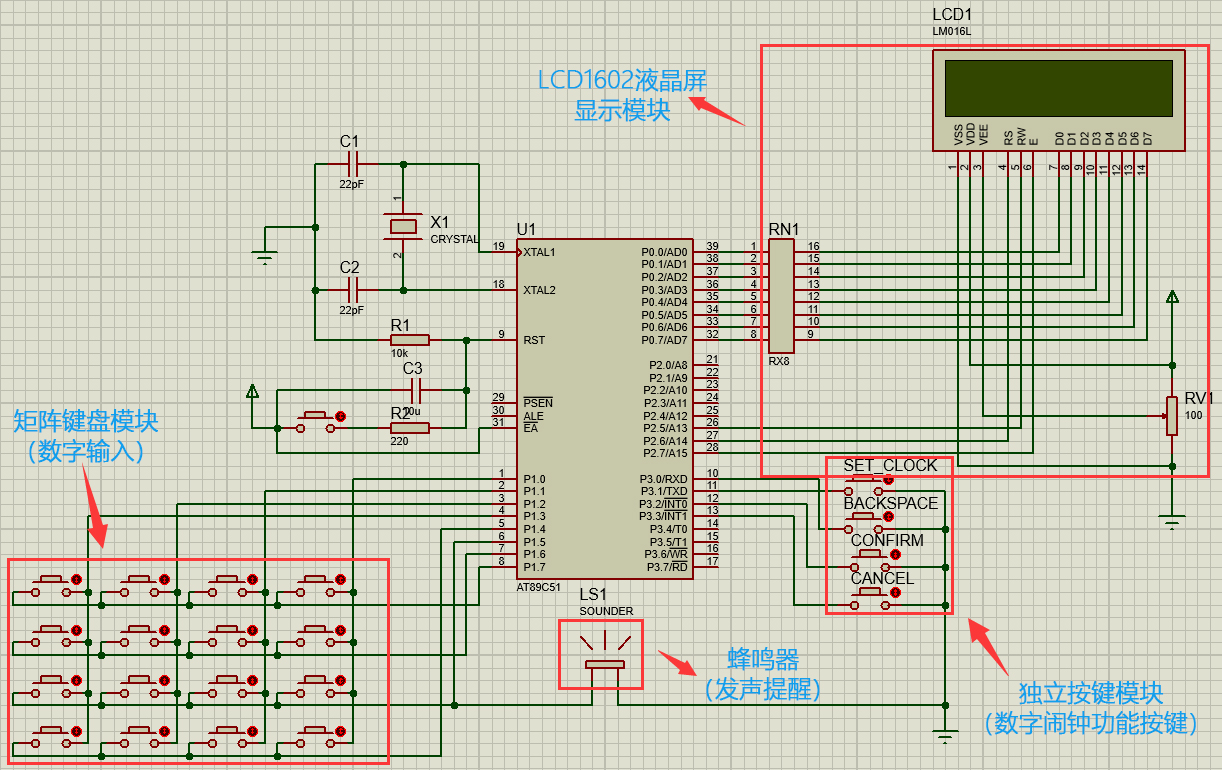 LCD1
LM016L
LCD1602液晶屏
显示模块
VSS
VDD
VEE
RS
RW
E
D0
D1
D2
D3
D4
D5
D6
D7
1
2
3
4
5
6
7
8
9
10
11
12
13
14
C1
22pF
X1
CRYSTAL
1
2
C2
22pF
R1
10k
C3
10u
R2
220
U1
19
XTAL1
18
XTAL2
9
RST
29
PSEN
30
ALE
31
EA
1
P1.0
2
P1.1
3
P1.2
4
P1.3
5
P1.4
6
P1.5
7
P1.6
8
P1.7
P0.0/AD0
39
P0.1/AD1
38
P0.2/AD2
37
P0.3/AD3
36
P0.4/AD4
35
P0.5/AD5
34
P0.6/AD6
33
P0.7/AD7
32
P2.0/A8
21
P2.1/A9
22
P2.2/A10
23
P2.3/A11
24
P2.4/A12
25
P2.5/A13
26
P2.6/A14
27
P2.7/A15
28
P3.0/RXD
10
P3.1/TXD
11
P3.2/INT0
12
P3.3/INT1
13
P3.4/T0
14
P3.5/T1
15
P3.6/WR
16
P3.7/RD
17
AT89C51
RN1
1
2
3
4
5
6
7
8
16
15
14
13
12
11
10
9
RX8
RV1
100
矩阵键盘模块
（数字输入）
SET_CLOCK
BACKSPACE
CONFIRM
CANCEL
LS1
SOUNDER
蜂鸣器
（发声提醒）
独立按键模块
（数字闹钟功能按键）